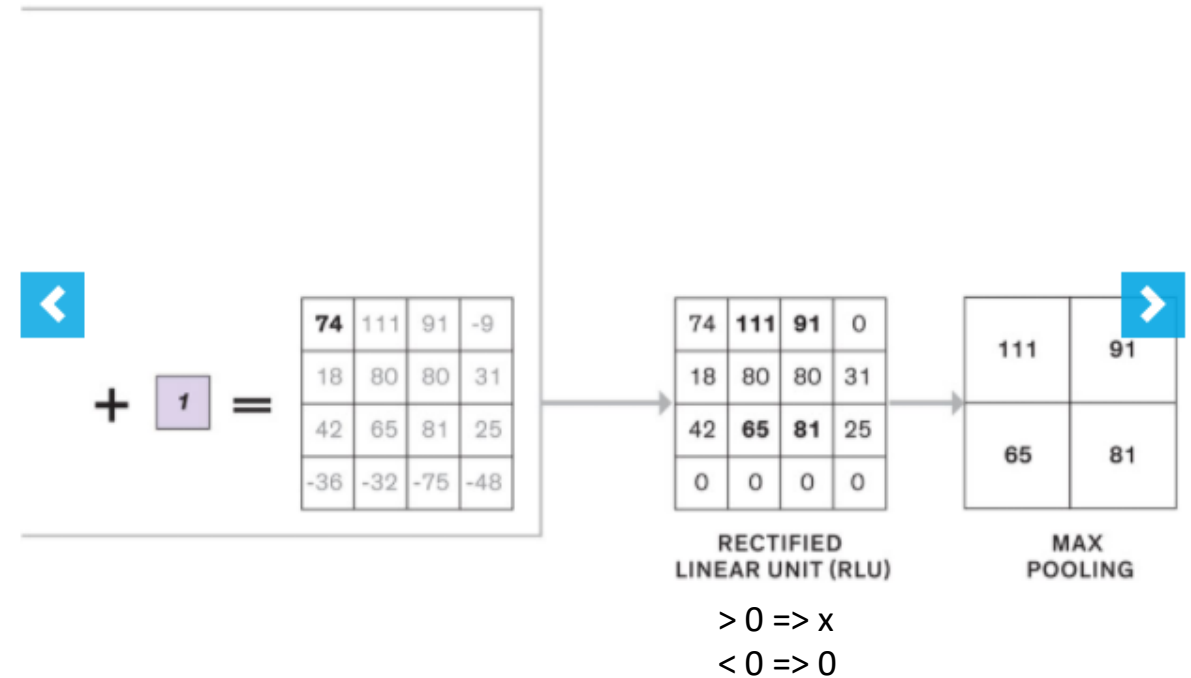 + 1 =
74 111 91 -9
18 80 80 31
42 65 81 25
-36 -32 -75 -48
74 111 91 0
18 80 80 31
42 65 81 25
0 0 0 0
RECTIFIED
LINEAR UNIT (RLU)
> 0 => x
< 0 => 0
111 91
65 81
MAX
POOLING